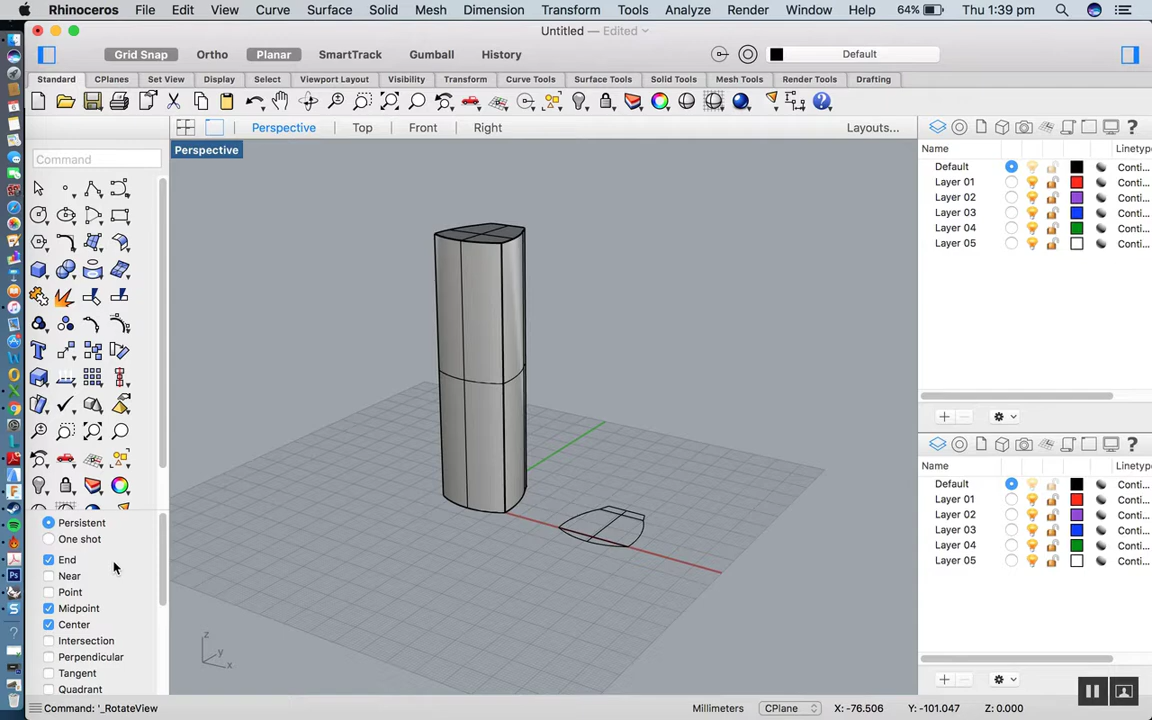 Rhinoceros File Edit View Curve Surface Solid Mesh Dimension Transform Tools Analyze Render Window Help 64% Thu 1:39 pm
Untitled — Edited
Grid Snap Ortho Planar SmartTrack Gumball History Default
Standard CPlanes Set View Display Select Viewport Layout Visibility Transform Curve Tools Surface Tools Solid Tools Mesh Tools Render Tools Drafting
Perspective Top Front Right Layouts...
Perspective
Command
Name Material Linetyp
Default Conti...
Layer 01 Conti...
Layer 02 Conti...
Layer 03 Conti...
Layer 04 Conti...
Layer 05 Conti...
Name Linetyp
Default Conti...
Layer 01 Conti...
Layer 02 Conti...
Layer 03 Conti...
Layer 04 Conti...
Layer 05 Conti...
Persistent
One shot
End
Near
Point
Midpoint
Center
Intersection
Perpendicular
Tangent
Quadrant
z
y
x
Command: '_RotateView Millimeters CPlane X: -76.506 Y: -101.047 Z: 0.000